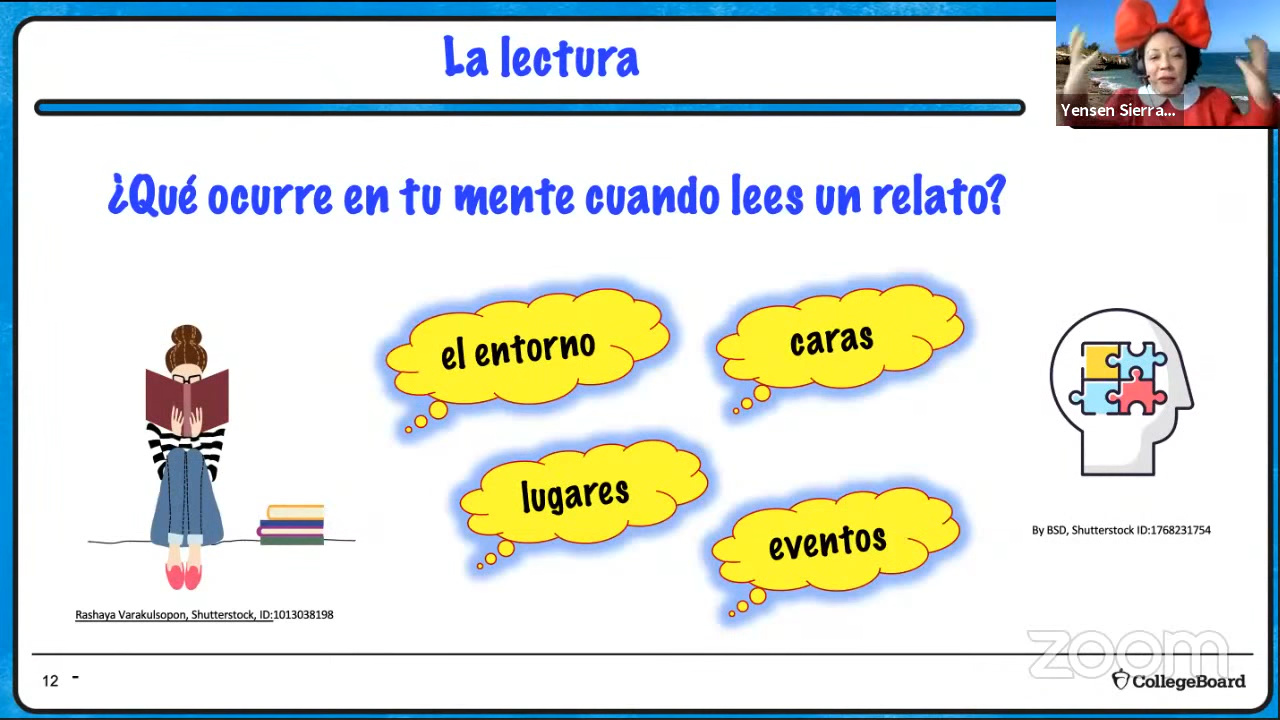 La lectura
Yensen Sierra...
¿Qué ocurre en tu mente cuando lees un relato?
el entorno
caras
lugares
eventos
By BSD, Shutterstock ID:1768231754
Rashaya Varakulsopon, Shutterstock, ID:1013038198
zoom
12 -
CollegeBoard